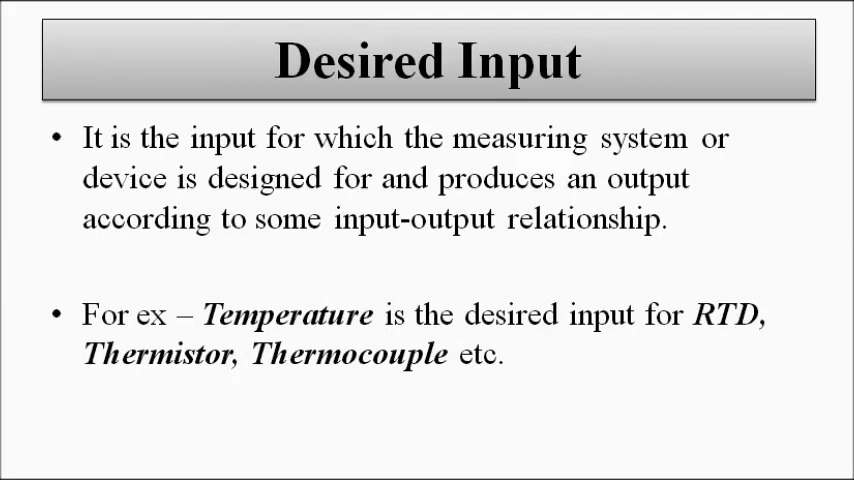 Desired Input
• It is the input for which the measuring system or
device is designed for and produces an output
according to some input-output relationship.
• For ex – Temperature is the desired input for RTD,
Thermistor, Thermocouple etc.